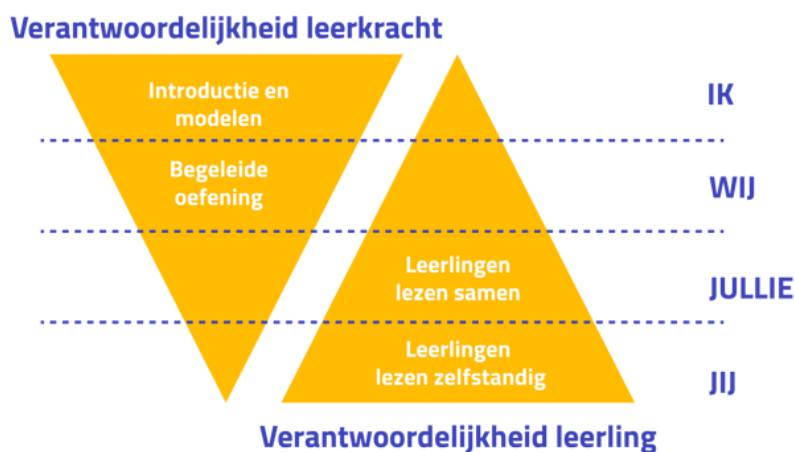 Verantwoordelijkheid leerkracht
Introductie en
modelen
IK
Begeleide
oefening
WIJ
Leerlingen
lezen samen
JULLIE
Leerlingen
lezen zelfstandig
JIJ
Verantwoordelijkheid leerling